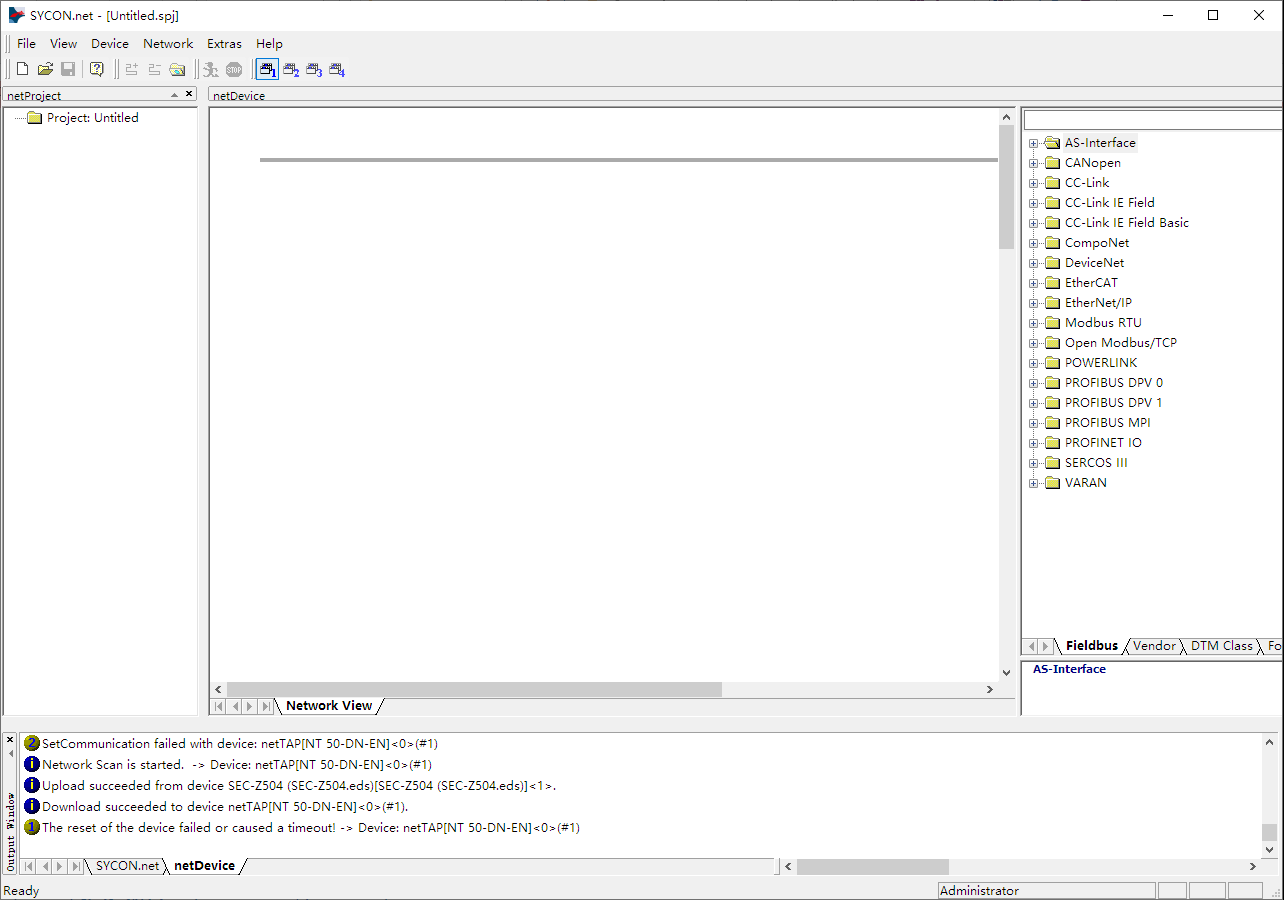 SYCON.net - [Untitled.spj]
File View Device Network Extras Help
STOP 1 2 3 4
netProject
netDevice
Project: Untitled
AS-Interface
CANopen
CC-Link
CC-Link IE Field
CC-Link IE Field Basic
CompoNet
DeviceNet
EtherCAT
EtherNet/IP
Modbus RTU
Open Modbus/TCP
POWERLINK
PROFIBUS DPV 0
PROFIBUS DPV 1
PROFIBUS MPI
PROFINET IO
SERCOS III
VARAN
Fieldbus Vendor DTM Class Fo
AS-Interface
Network View
2 SetCommunication failed with device: netTAP[NT 50-DN-EN]<0>(#1)
i Network Scan is started. -> Device: netTAP[NT 50-DN-EN]<0>(#1)
i Upload succeeded from device SEC-Z504 (SEC-Z504.eds)[SEC-Z504 (SEC-Z504.eds)]<1>.
i Download succeeded to device netTAP[NT 50-DN-EN]<0>(#1).
1 The reset of the device failed or caused a timeout! -> Device: netTAP[NT 50-DN-EN]<0>(#1)
Output Window
SYCON.net netDevice
Ready
Administrator